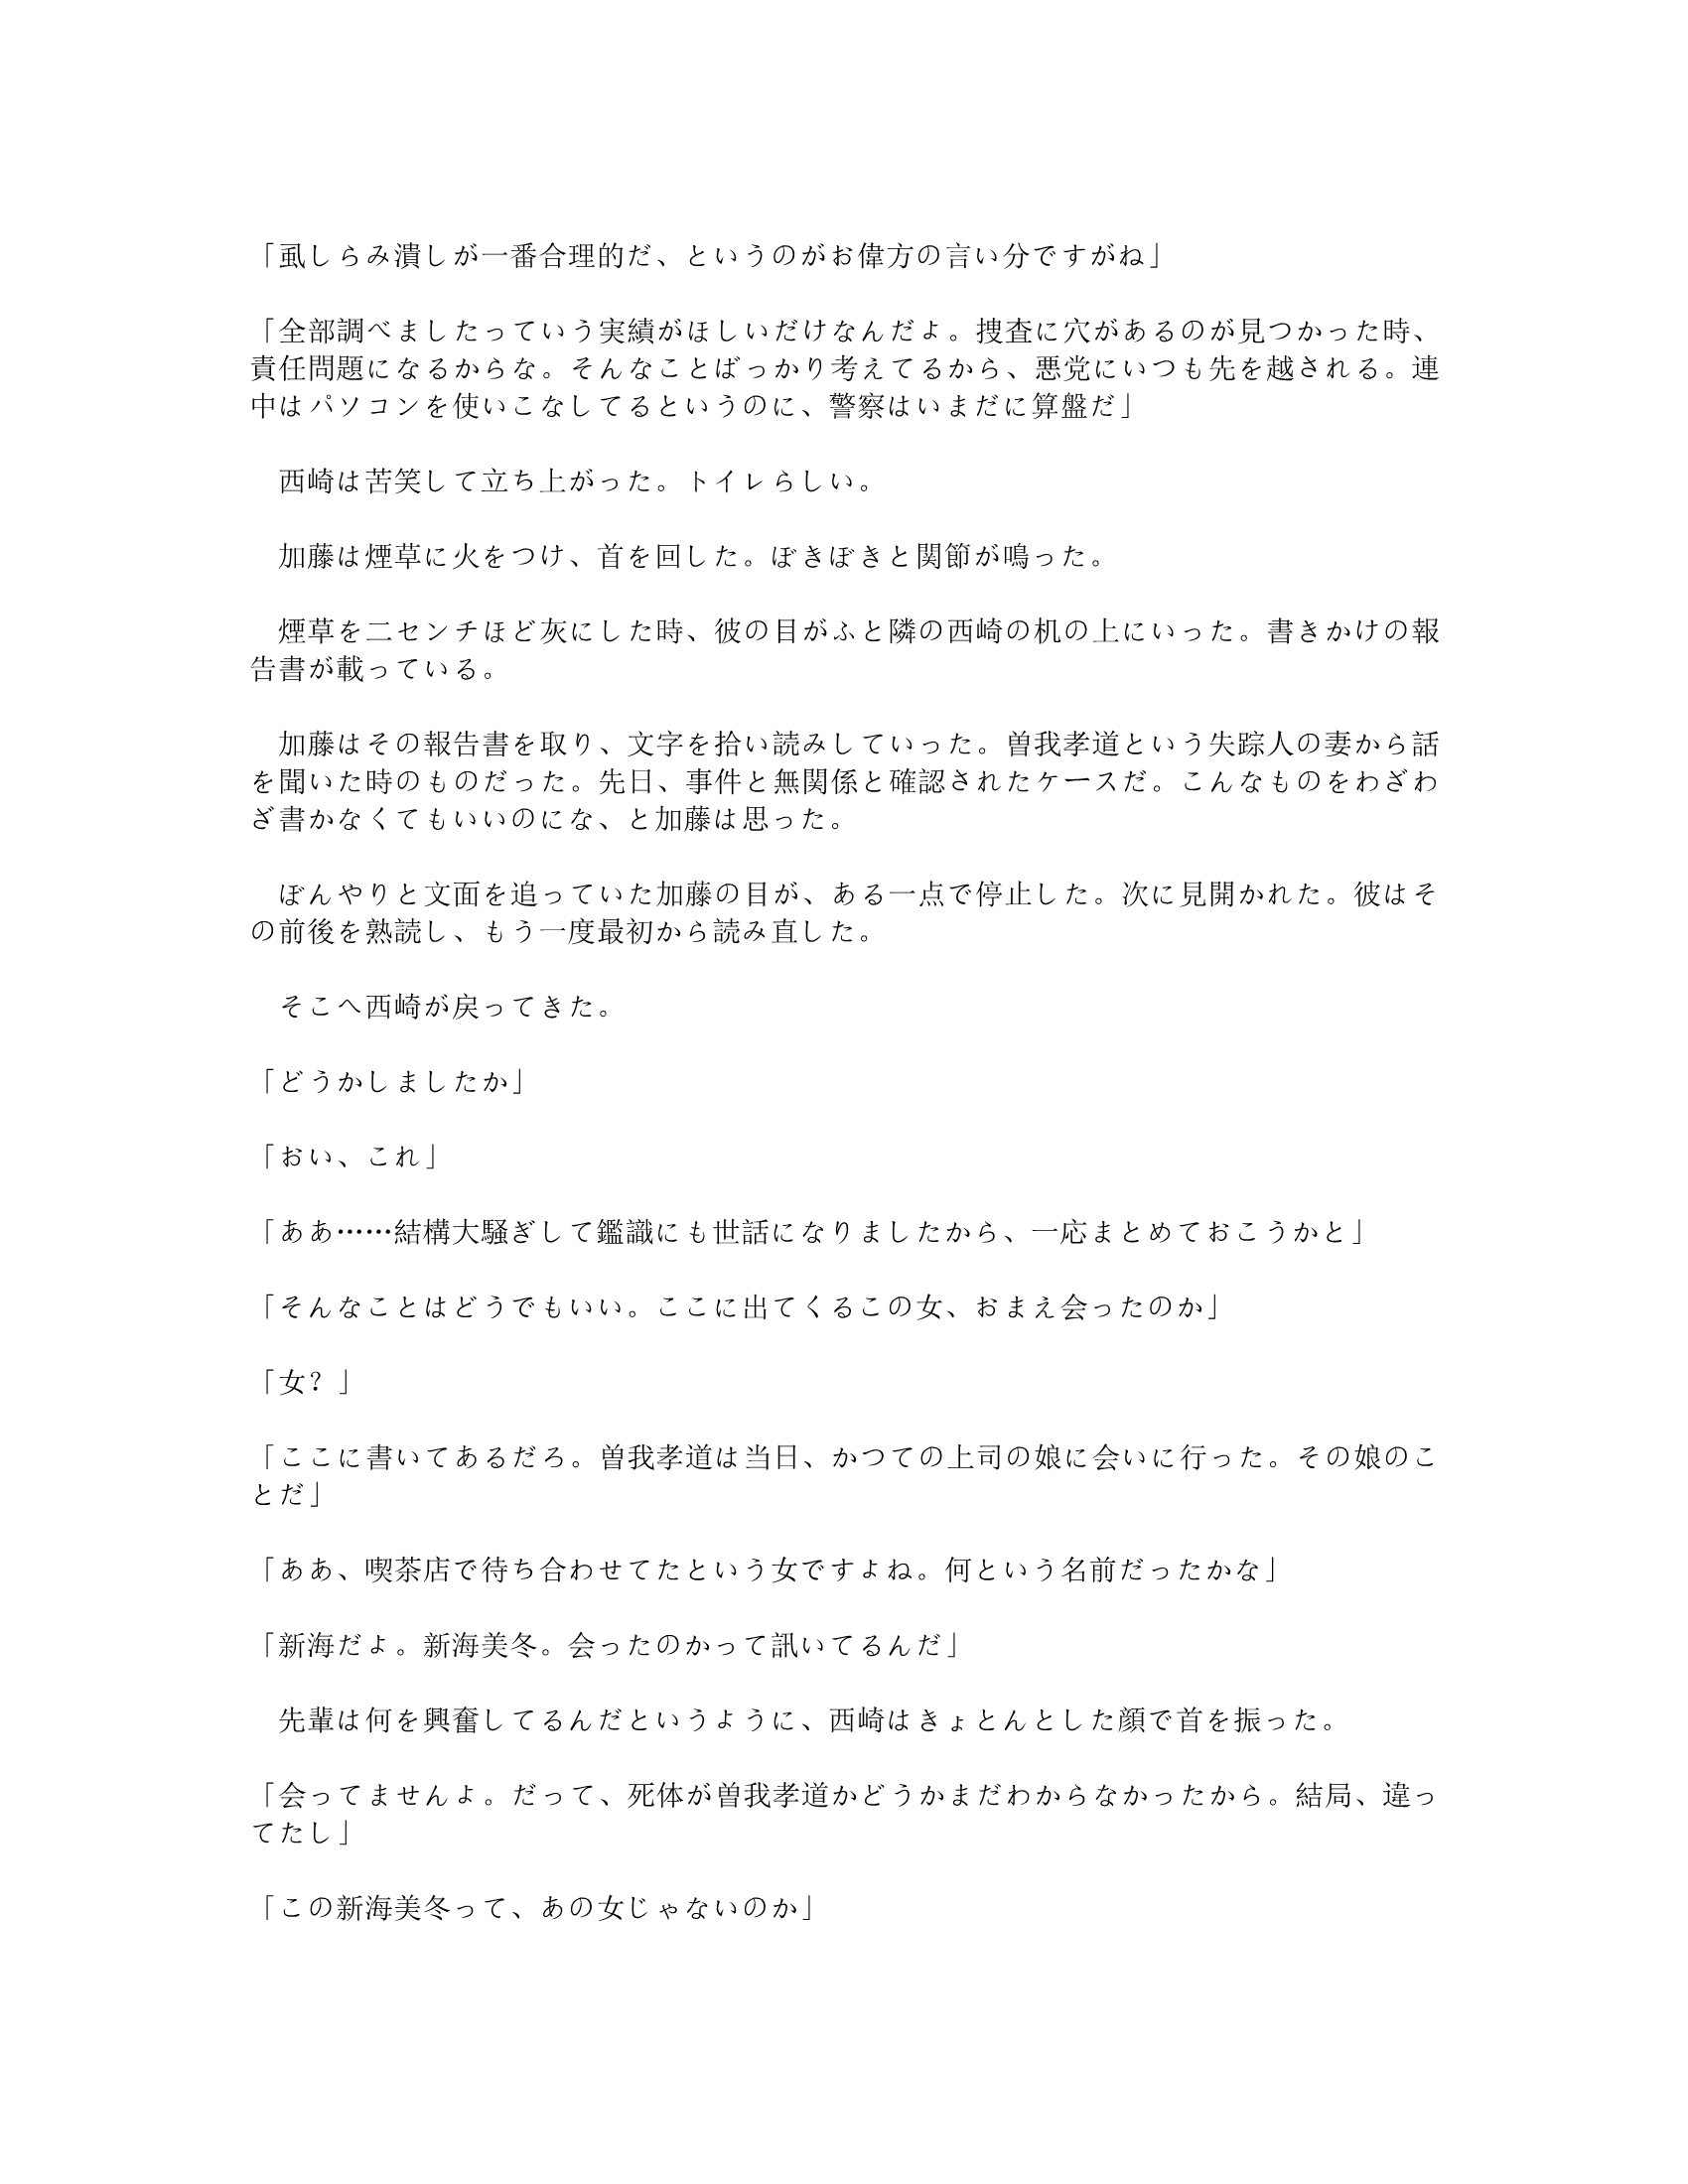 「虱しらみ潰しが一番合理的だ、というのがお偉方の言い分ですがね」
「全部調べましたっていう実績がほしいだけなんだよ。捜査に穴があるのが見つかった時、
責任問題になるからな。そんなことばっかり考えてるから、悪党にいつも先を越される。連
中はパソコンを使いこなしてるというのに、警察はいまだに算盤だ」
　西崎は苦笑して立ち上がった。トイレらしい。
　加藤は煙草に火をつけ、首を回した。ぼきぼきと関節が鳴った。
　煙草を二センチほど灰にした時、彼の目がふと隣の西崎の机の上にいった。書きかけの報
告書が載っている。
　加藤はその報告書を取り、文字を拾い読みしていった。曽我孝道という失踪人の妻から話
を聞いた時のものだった。先日、事件と無関係と確認されたケースだ。こんなものをわざわ
ざ書かなくてもいいのにな、と加藤は思った。
　ぼんやりと文面を追っていた加藤の目が、ある一点で停止した。次に見開かれた。彼はそ
の前後を熟読し、もう一度最初から読み直した。
　そこへ西崎が戻ってきた。
「どうかしましたか」
「おい、これ」
「ああ……結構大騒ぎして鑑識にも世話になりましたから、一応まとめておこうかと」
「そんなことはどうでもいい。ここに出てくるこの女、おまえ会ったのか」
「女？」
「ここに書いてあるだろ。曽我孝道は当日、かつての上司の娘に会いに行った。その娘のこ
とだ」
「ああ、喫茶店で待ち合わせてたという女ですよね。何という名前だったかな」
「新海だよ。新海美冬。会ったのかって訊いてるんだ」
　先輩は何を興奮してるんだというように、西崎はきょとんとした顔で首を振った。
「会ってませんよ。だって、死体が曽我孝道かどうかまだわからなかったから。結局、違っ
てたし」
「この新海美冬って、あの女じゃないのか」